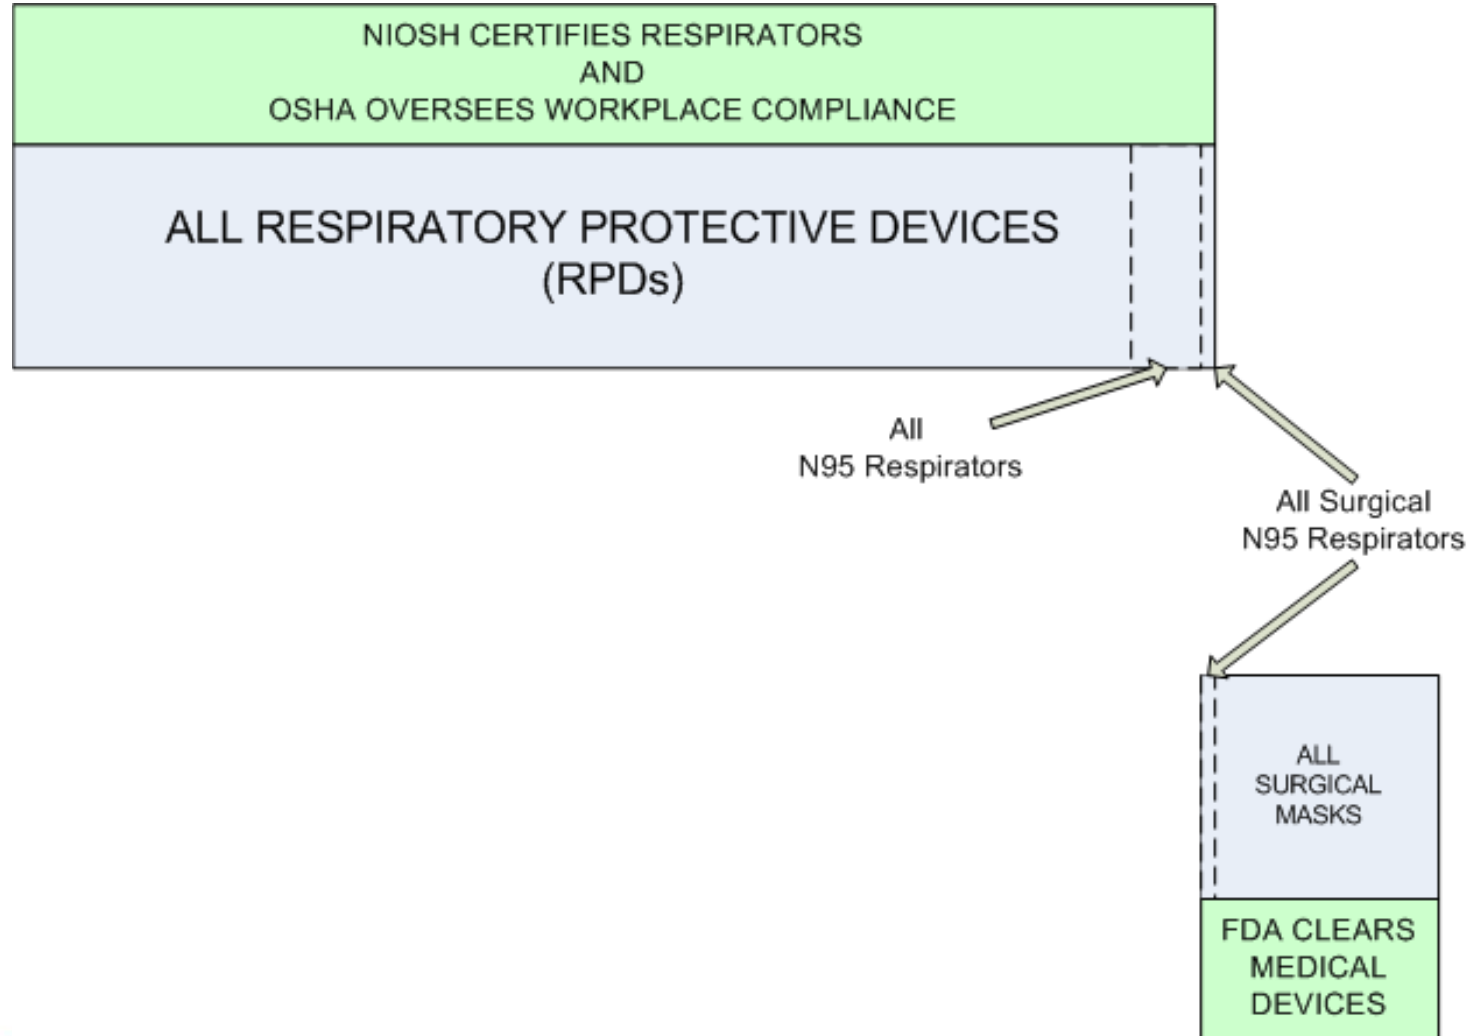 NIOSH CERTIFIES RESPIRATORS
AND
OSHA OVERSEES WORKPLACE COMPLIANCE
ALL RESPIRATORY PROTECTIVE DEVICES
(RPDs)
All
N95 Respirators
All Surgical
N95 Respirators
ALL
SURGICAL
MASKS
FDA CLEARS
MEDICAL
DEVICES